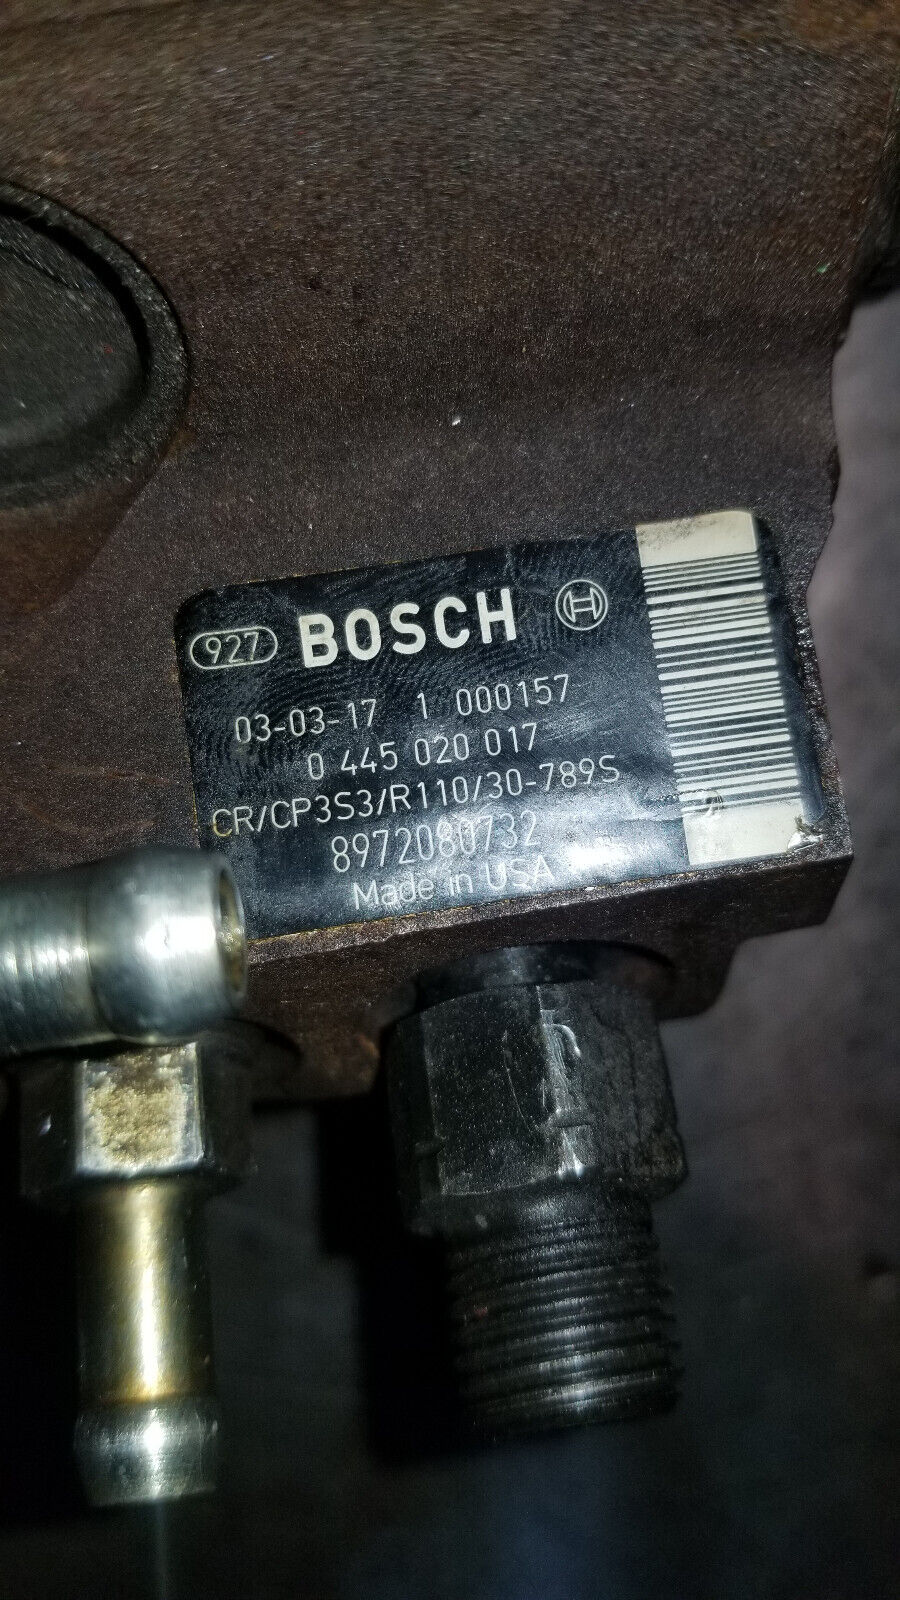 927 BOSCH
03-03-17 1 000157
0 445 020 017
CR/CP3S3/R110/30-789S
8972080732
Made in USA